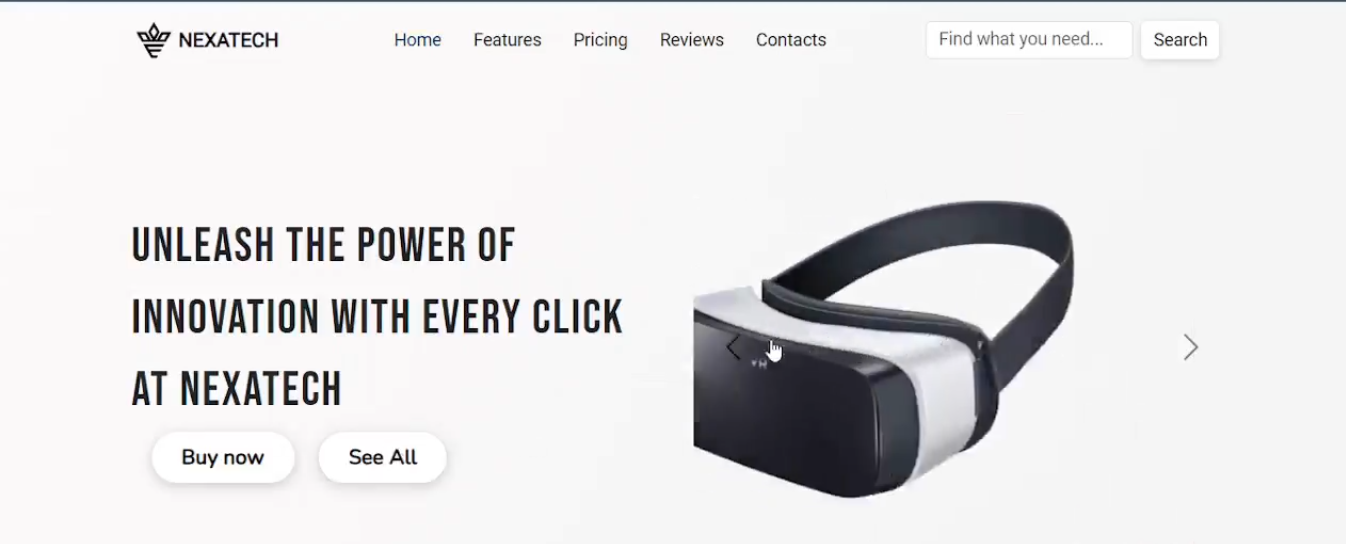 NEXATECH
Home
Features
Pricing
Reviews
Contacts
Find what you need...
Search
UNLEASH THE POWER OF
INNOVATION WITH EVERY CLICK
AT NEXATECH
Buy now
See All